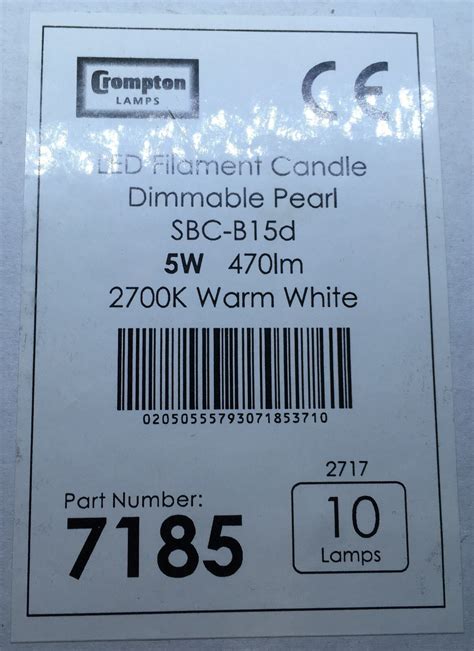 Crompton
LAMPS
CE
LED Filament Candle
Dimmable Pearl
SBC-B15d
5W 470lm
2700K Warm White
02050555793071853710
2717
Part Number:
7185
10
Lamps